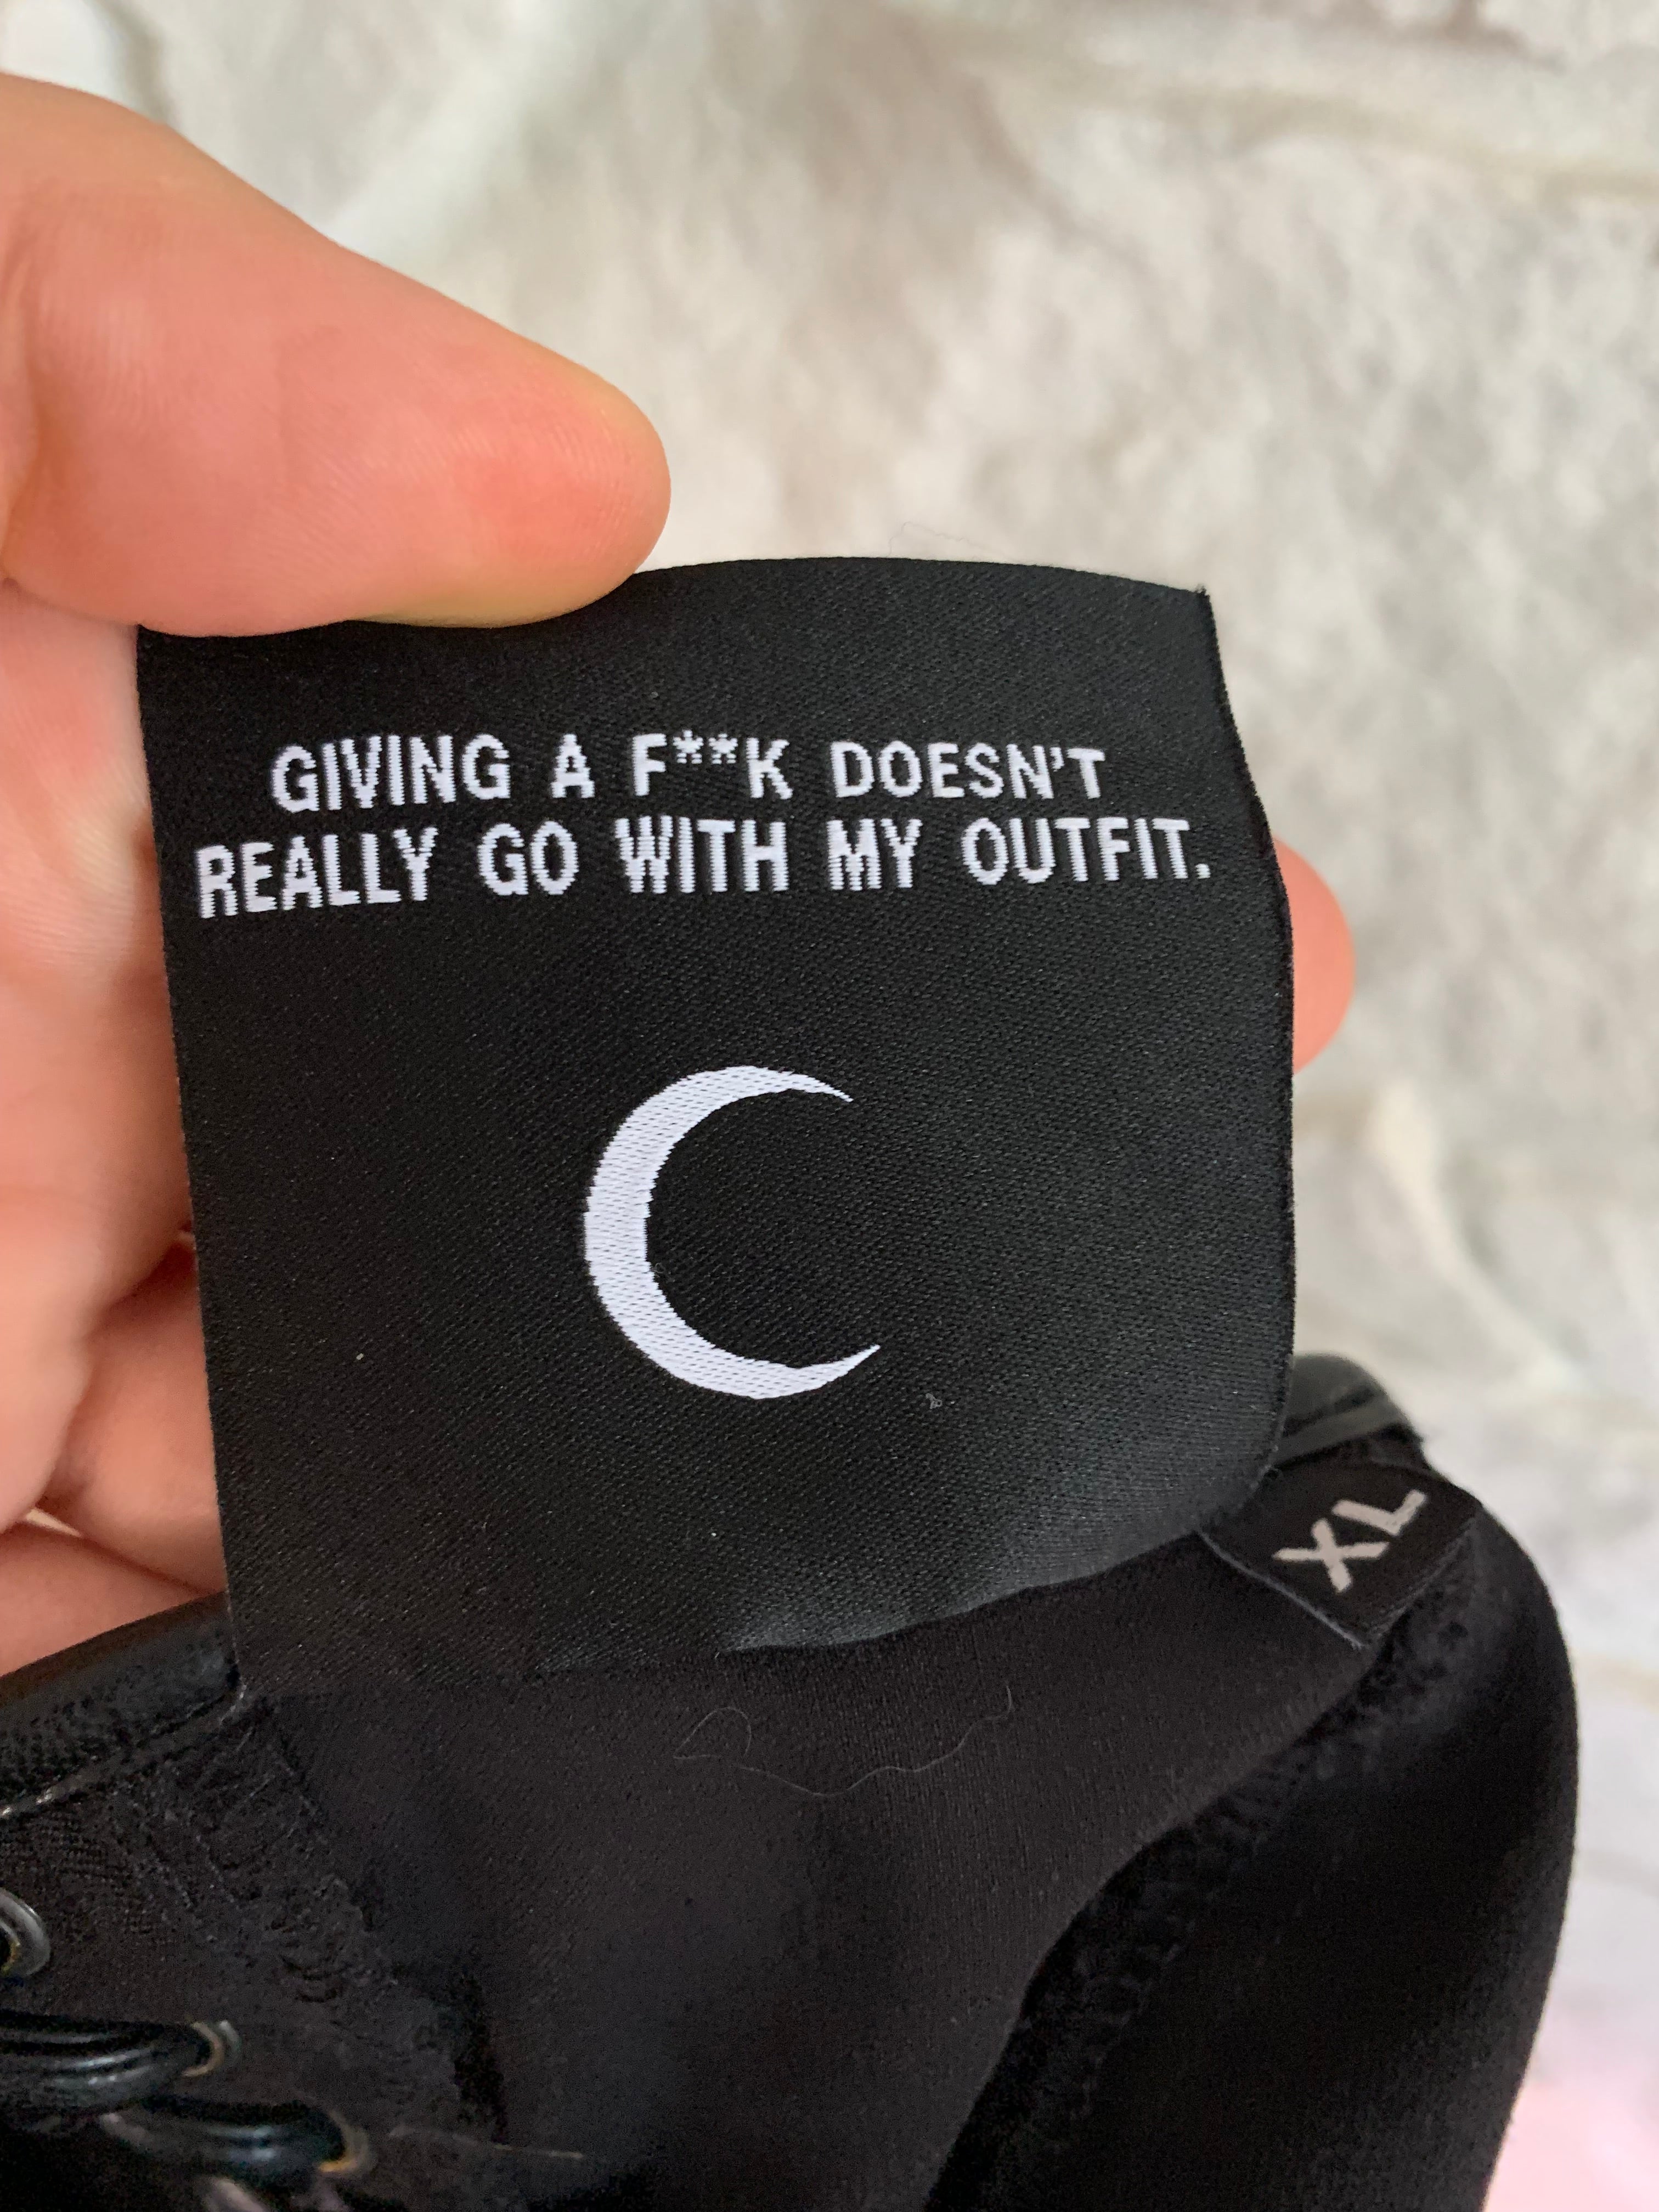 GIVING A F**K DOESN'T
REALLY GO WITH MY OUTFIT.
XL